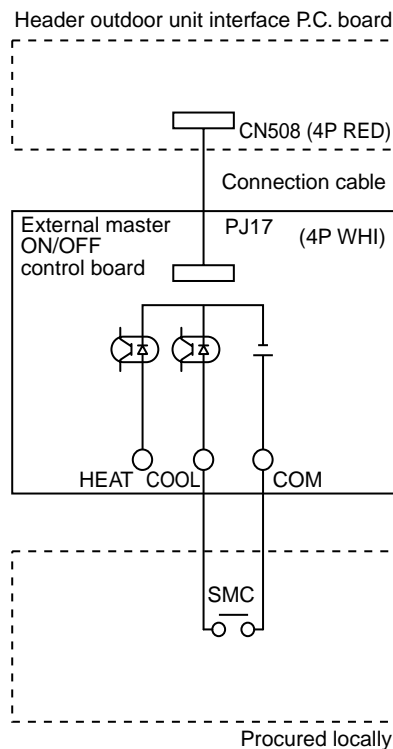 Header outdoor unit interface P.C. board
CN508 (4P RED)
Connection cable
External master
ON/OFF
control board
PJ17
(4P WHI)
HEAT
COOL
COM
SMC
Procured locally